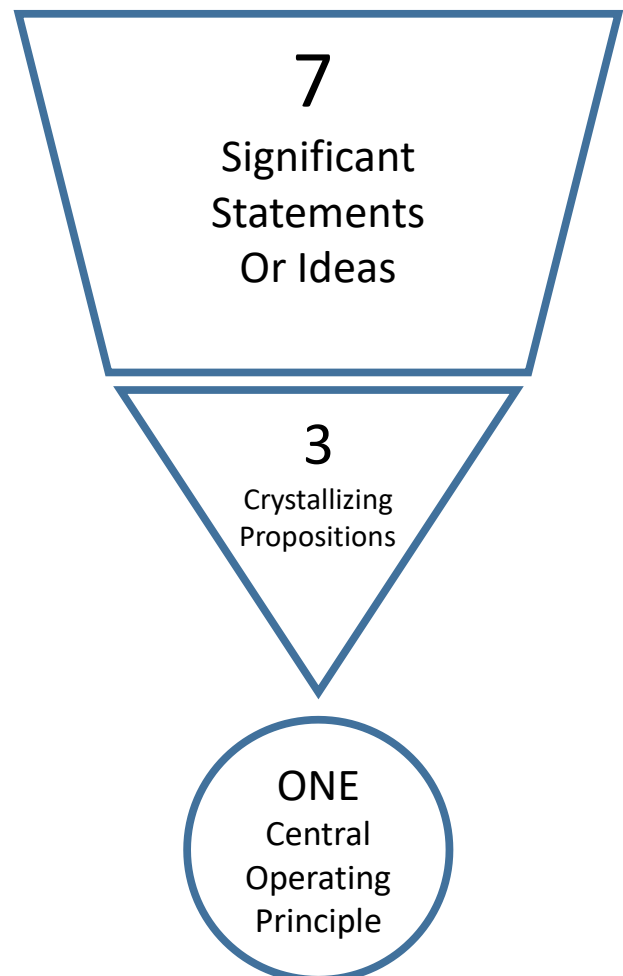 7
Significant
Statements
Or Ideas
3
Crystallizing
Propositions
ONE
Central
Operating
Principle